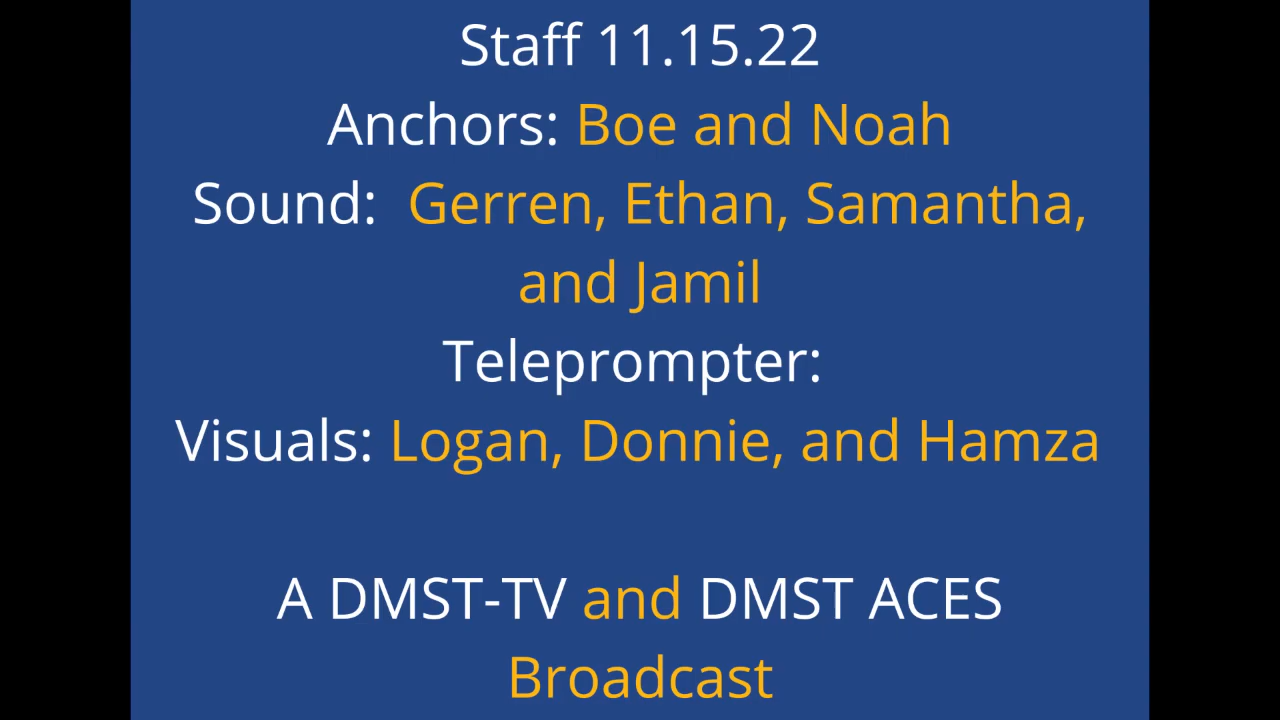 Staff 11.15.22
Anchors: Boe and Noah
Sound:  Gerren, Ethan, Samantha,
and Jamil
Teleprompter:
Visuals: Logan, Donnie, and Hamza
A DMST-TV and DMST ACES
Broadcast